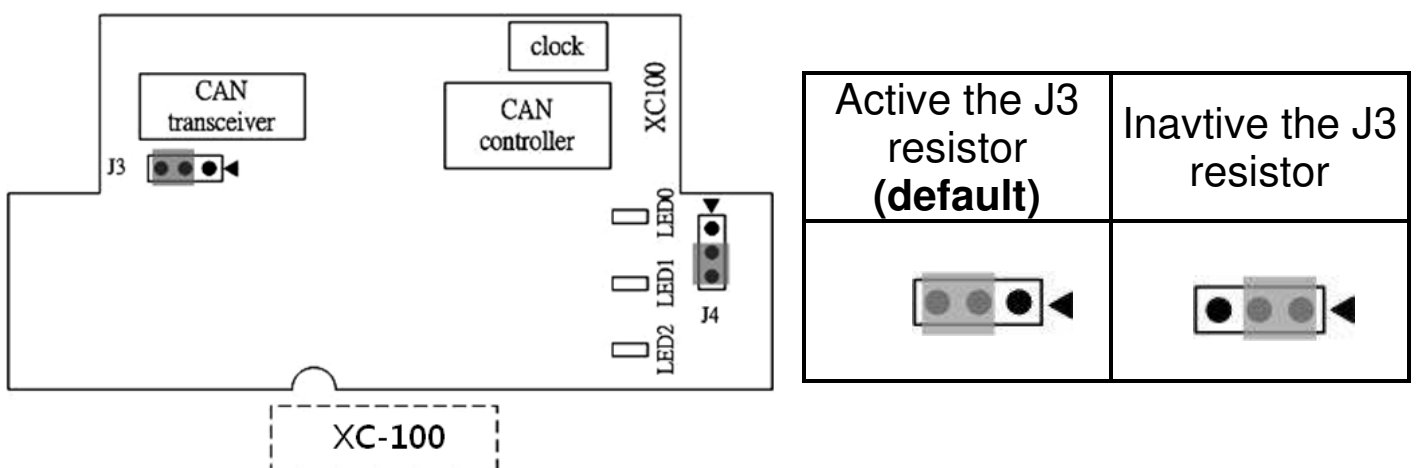 clock
CAN
transceiver
CAN
controller
XC100
J3
LED0
LED1
J4
LED2
XC-100
Active the J3
resistor
(default)
Inavtive the J3
resistor